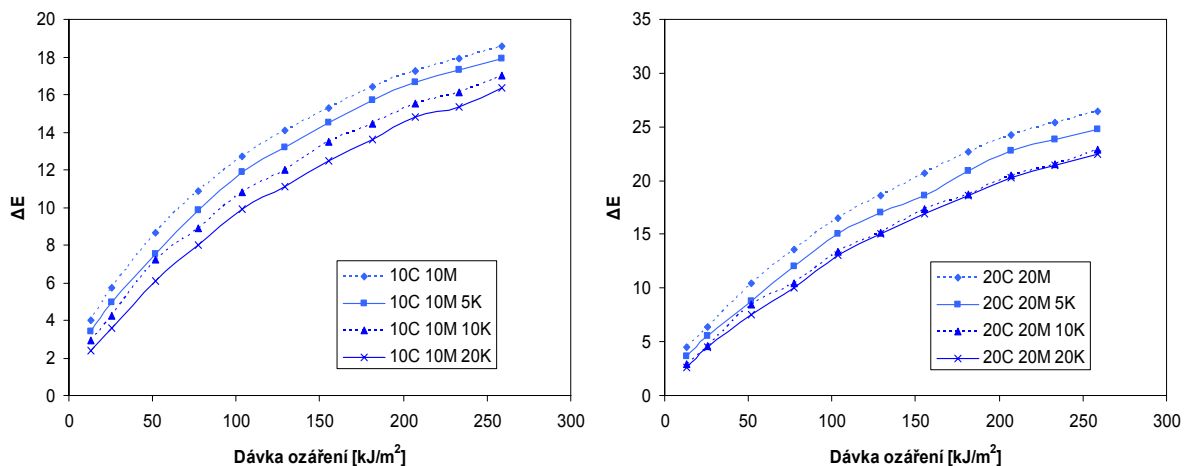 20
18
16
14
12
10
8
6
4
2
0
ΔE
0 50 100 150 200 250 300
Dávka ozáření [kJ/m²]
10C 10M
10C 10M 5K
10C 10M 10K
10C 10M 20K
35
30
25
20
15
10
5
0
ΔE
0 50 100 150 200 250 300
Dávka ozáření [kJ/m²]
20C 20M
20C 20M 5K
20C 20M 10K
20C 20M 20K